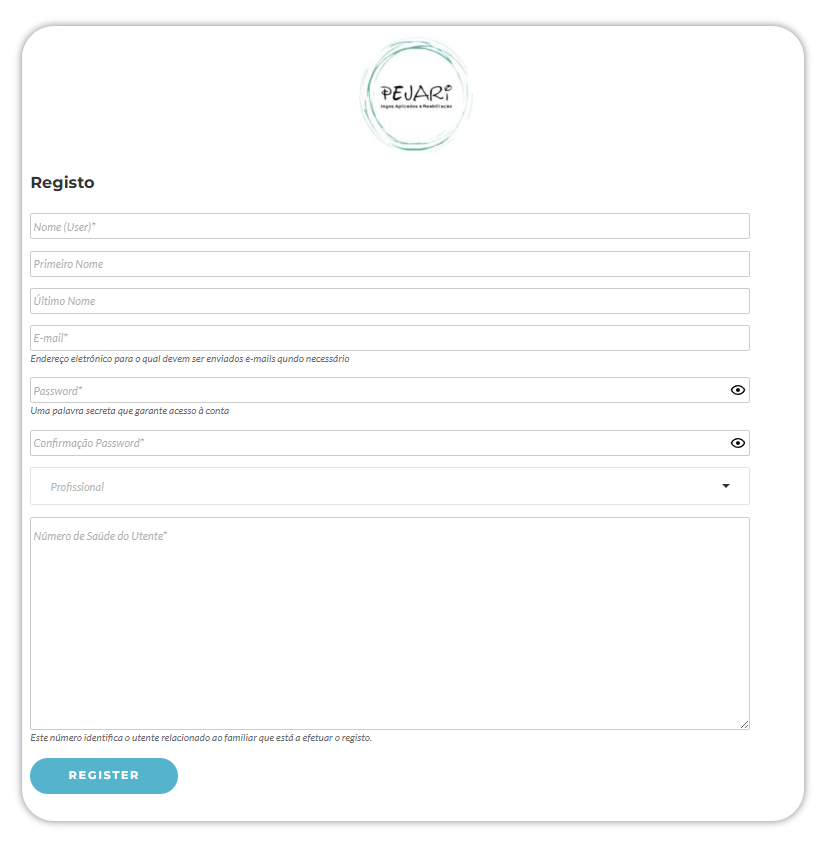 PEJARi
Jogos Aplicados à Reabilitação
Registo
Nome (User)*
Primeiro Nome
Último Nome
E-mail*
Endereço eletrónico para o qual devem ser enviados e-mails qundo necessário
Password*
Uma palavra secreta que garante acesso à conta
Confirmação Password*
Profissional
Número de Saúde do Utente*
Este número identifica o utente relacionado ao familiar que está a efetuar o registo.
REGISTER